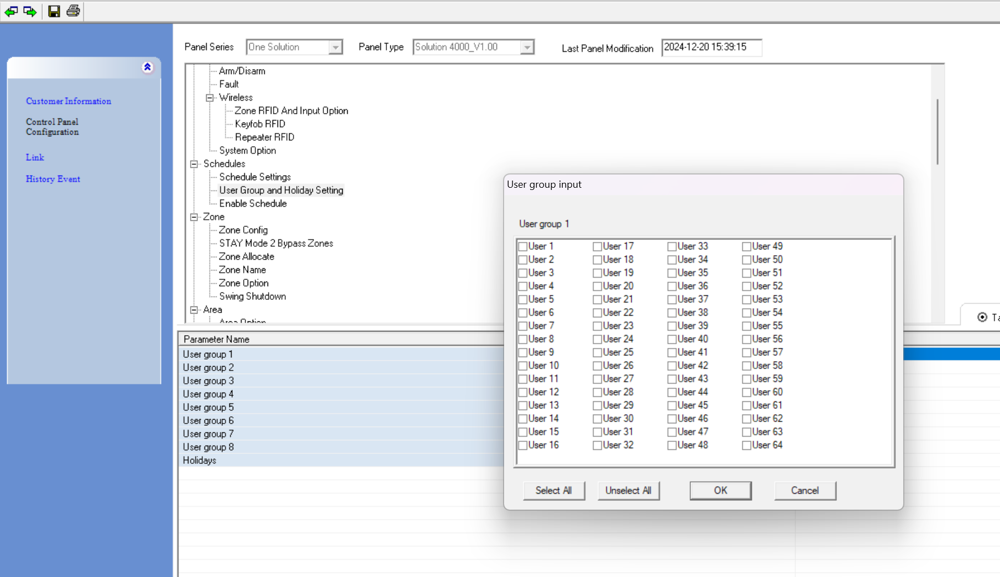 Panel Series One Solution Panel Type Solution 4000_V1.00 Last Panel Modification 2024-12-20 15:39:15
Customer Information
Control Panel
Configuration
Link
History Event
Arm/Disarm
Fault
Wireless
Zone RFID And Input Option
Keyfob RFID
Repeater RFID
System Option
Schedules
Schedule Settings
User Group and Holiday Setting
Enable Schedule
Zone
Zone Config
STAY Mode 2 Bypass Zones
Zone Allocate
Zone Name
Zone Option
Swing Shutdown
Area
Area Option
Parameter Name
User group 1
User group 2
User group 3
User group 4
User group 5
User group 6
User group 7
User group 8
Holidays
User group input
User group 1
User 1 User 17 User 33 User 49
User 2 User 18 User 34 User 50
User 3 User 19 User 35 User 51
User 4 User 20 User 36 User 52
User 5 User 21 User 37 User 53
User 6 User 22 User 38 User 54
User 7 User 23 User 39 User 55
User 8 User 24 User 40 User 56
User 9 User 25 User 41 User 57
User 10 User 26 User 42 User 58
User 11 User 27 User 43 User 59
User 12 User 28 User 44 User 60
User 13 User 29 User 45 User 61
User 14 User 30 User 46 User 62
User 15 User 31 User 47 User 63
User 16 User 32 User 48 User 64
Select All Unselect All OK Cancel